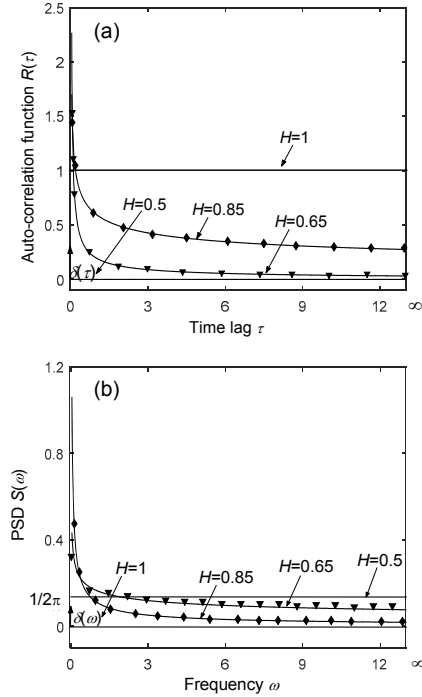 (a)
Auto-correlation function R(τ)
2.5
2
1.5
1
0.5
0
H=1
H=0.5
H=0.85
H=0.65
δ(τ)
0 3 6 9 12 ∞
Time lag τ
(b)
PSD S(ω)
1.2
0.8
0.4
1/2π
0
H=1
H=0.85
H=0.65
H=0.5
δ(ω)
0 3 6 9 12 ∞
Frequency ω